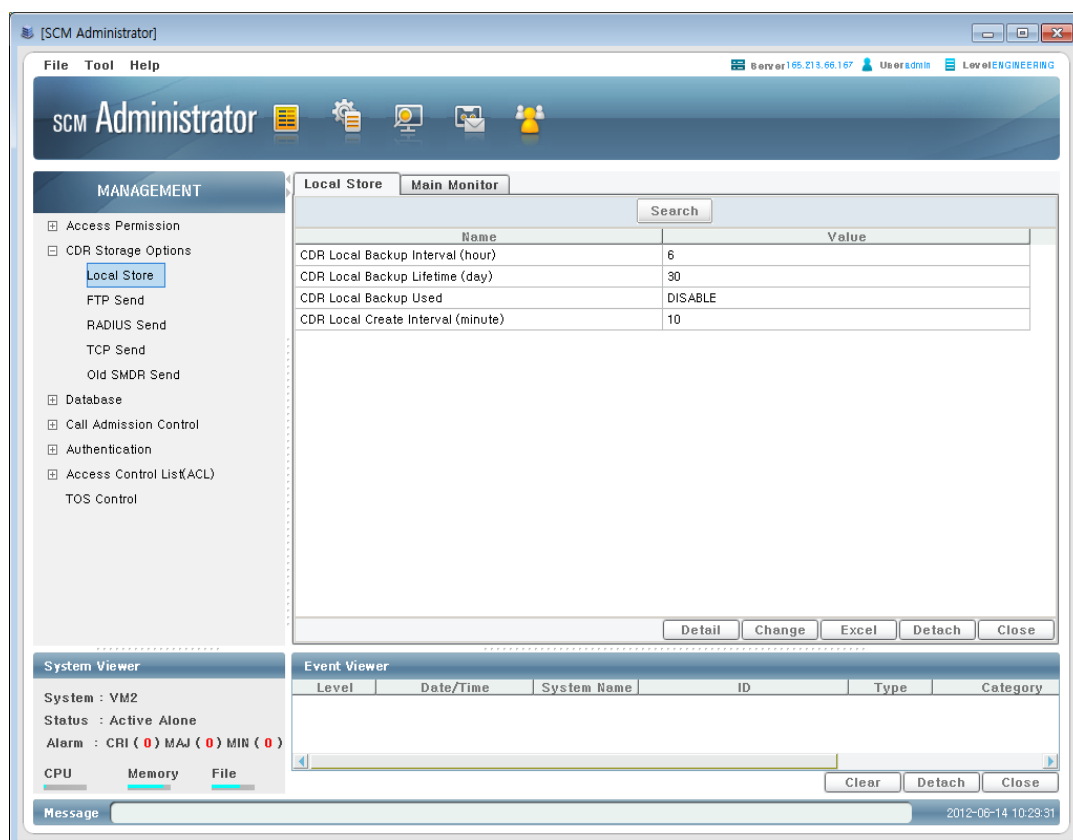 [SCM Administrator]
File Tool Help
Server165.213.66.167 Useradmin LevelENGINEERING
SCM Administrator
MANAGEMENT
Access Permission
CDR Storage Options
Local Store
FTP Send
RADIUS Send
TCP Send
Old SMDR Send
Database
Call Admission Control
Authentication
Access Control List(ACL)
TOS Control
Local Store Main Monitor
Search
Name Value
CDR Local Backup Interval (hour) 6
CDR Local Backup Lifetime (day) 30
CDR Local Backup Used DISABLE
CDR Local Create Interval (minute) 10
Detail Change Excel Detach Close
System Viewer
System : VM2
Status : Active Alone
Alarm : CRI ( 0 ) MAJ ( 0 ) MIN ( 0 )
CPU Memory File
Event Viewer
Level Date/Time System Name ID Type Category
Clear Detach Close
Message 2012-06-14 10:29:31